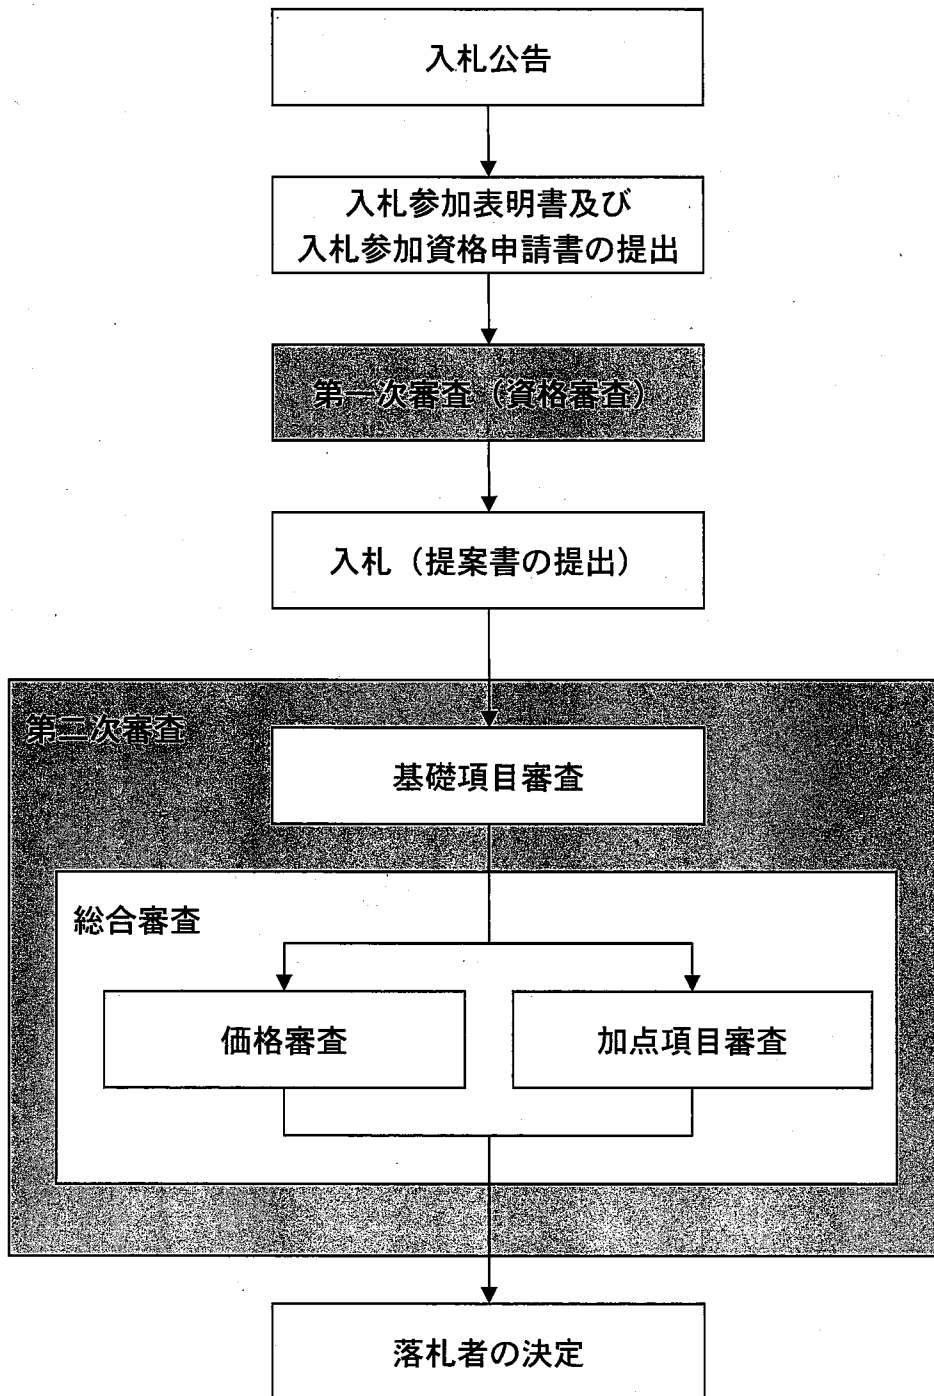 入札公告
入札参加表明書及び
入札参加資格申請書の提出
第一次審査（資格審査）
入札（提案書の提出）
第二次審査
基礎項目審査
総合審査
価格審査
加点項目審査
落札者の決定